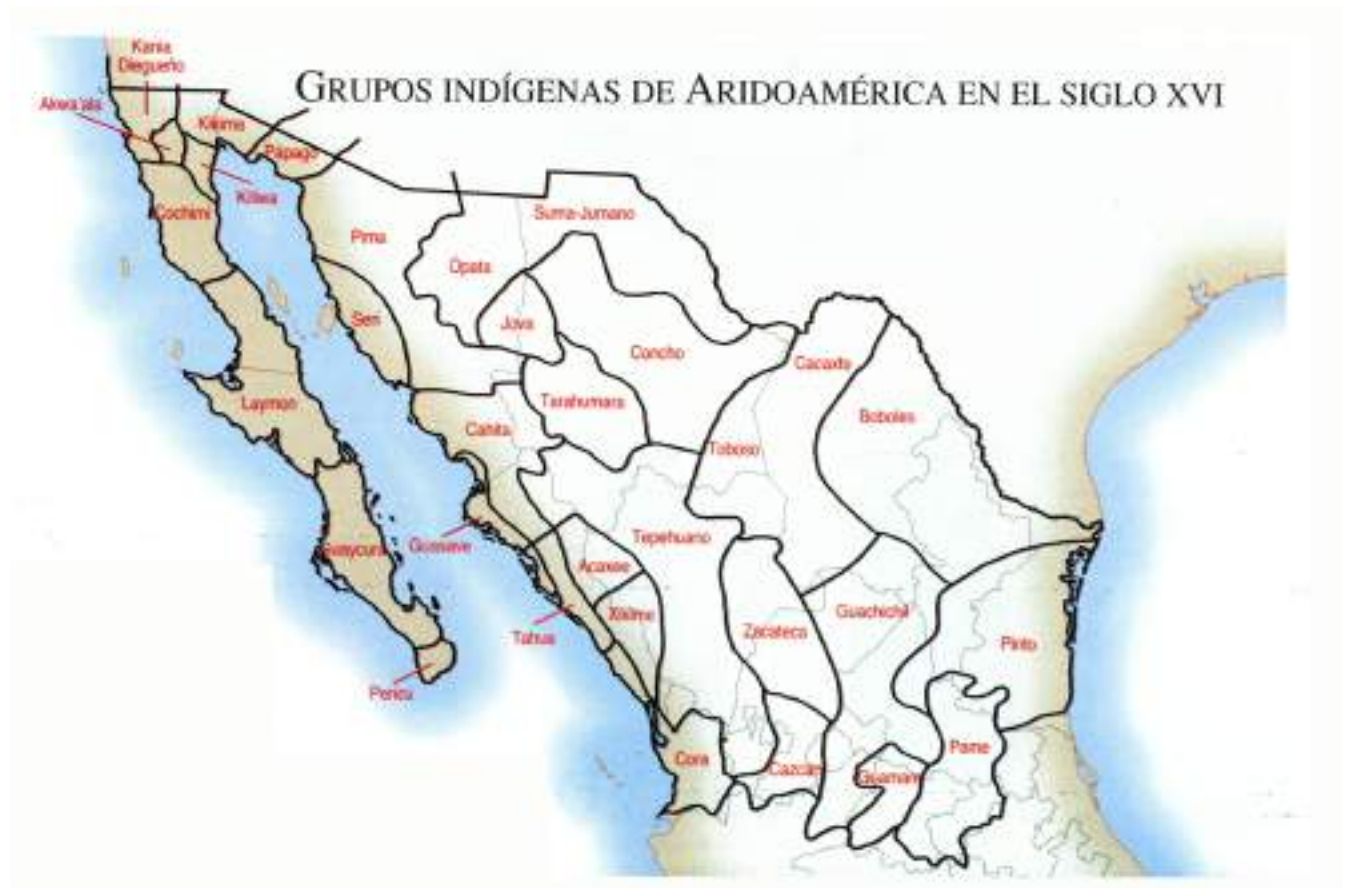 GRUPOS INDÍGENAS DE ARIDOAMÉRICA EN EL SIGLO XVI
Kamia
Diegueño
Akwa'ala
Kikima
Papago
Kiliwa
Cochimi
Pima
Suma-Jumano
Opata
Seri
Jova
Concho
Cacaxte
Laymon
Tarahumara
Boboles
Cahita
Toboso
Guaycura
Guasave
Tepehuano
Acaxee
Xixime
Guachichil
Tahue
Zacateca
Pinto
Pericu
Pame
Cora
Cazcán
Guamare